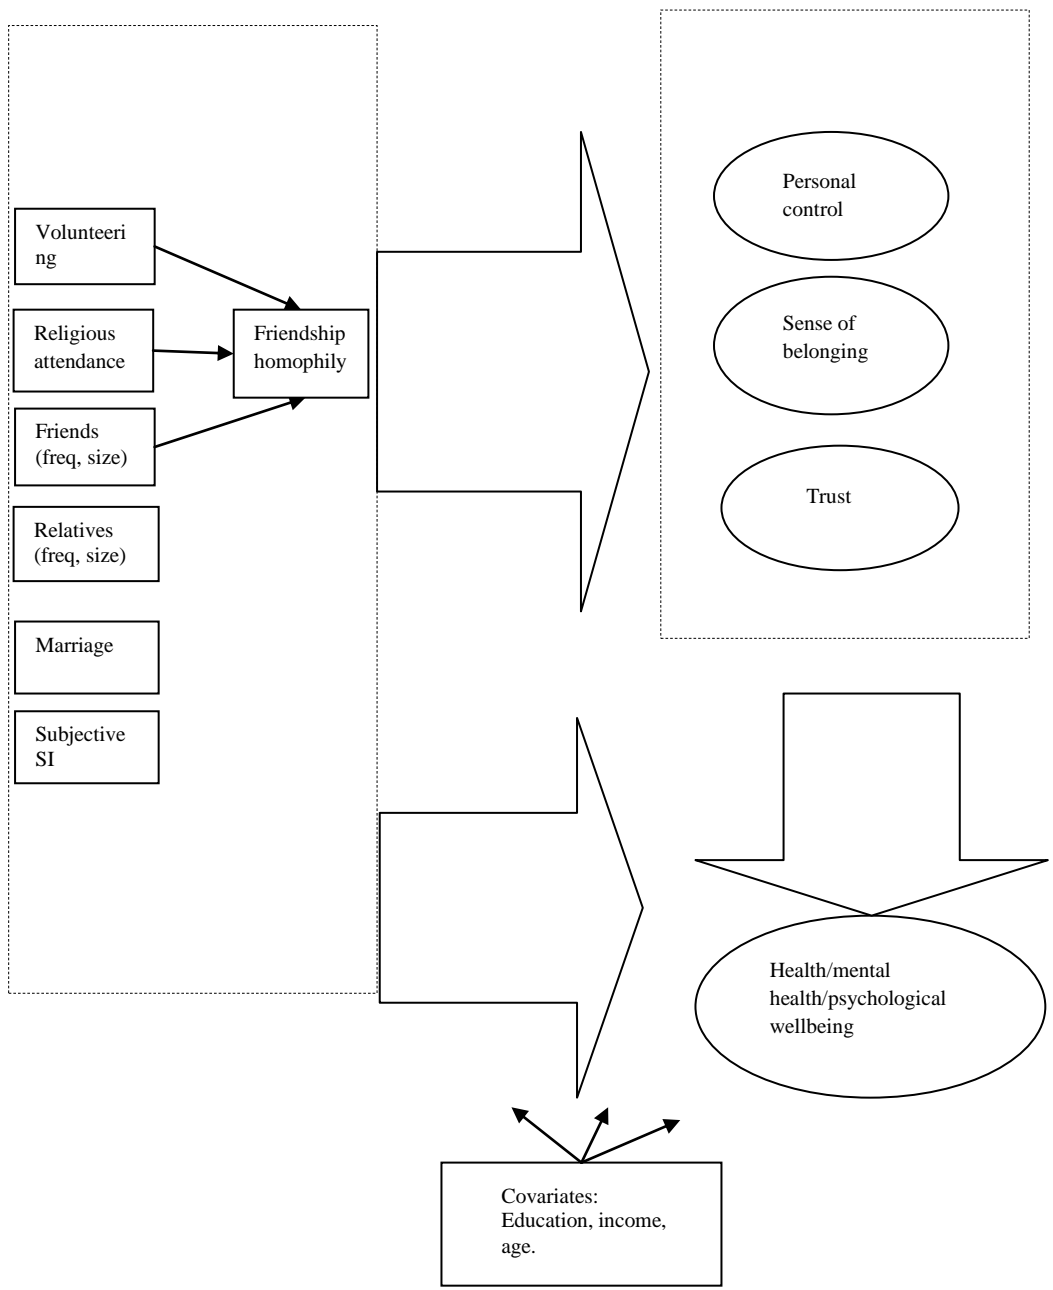 Volunteeri
ng
Religious
attendance
Friends
(freq, size)
Relatives
(freq, size)
Marriage
Subjective
SI
Friendship
homophily
Personal
control
Sense of
belonging
Trust
Health/mental
health/psychological
wellbeing
Covariates:
Education, income,
age.